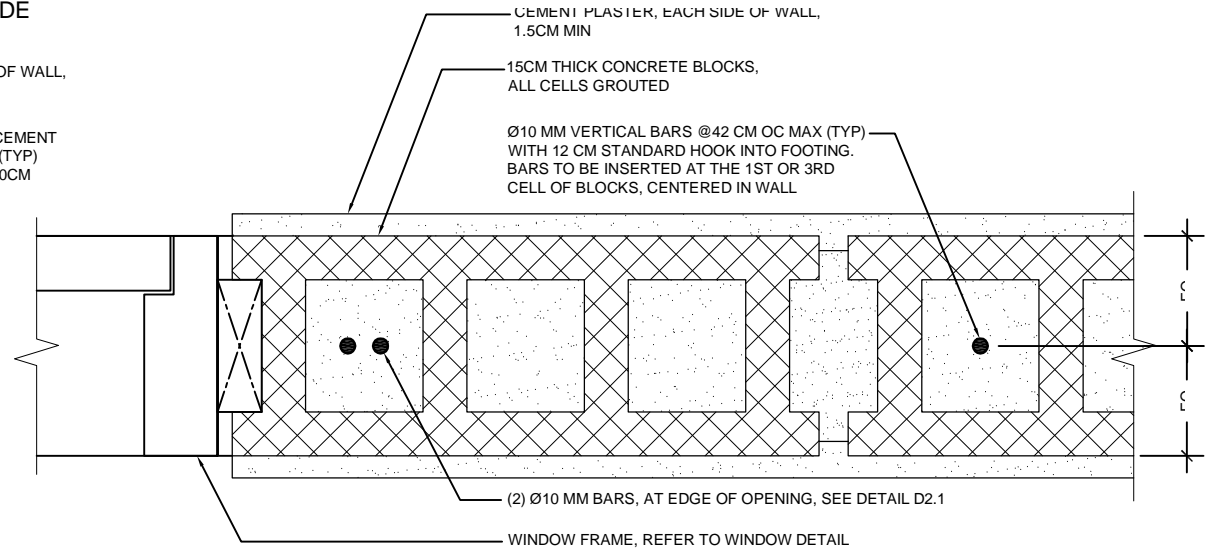 DE
OF WALL,
CEMENT
(TYP)
0CM
CEMENT PLASTER, EACH SIDE OF WALL,
1.5CM MIN
15CM THICK CONCRETE BLOCKS,
ALL CELLS GROUTED
Ø10 MM VERTICAL BARS @42 CM OC MAX (TYP)
WITH 12 CM STANDARD HOOK INTO FOOTING.
BARS TO BE INSERTED AT THE 1ST OR 3RD
CELL OF BLOCKS, CENTERED IN WALL
(2) Ø10 MM BARS, AT EDGE OF OPENING, SEE DETAIL D2.1
WINDOW FRAME, REFER TO WINDOW DETAIL